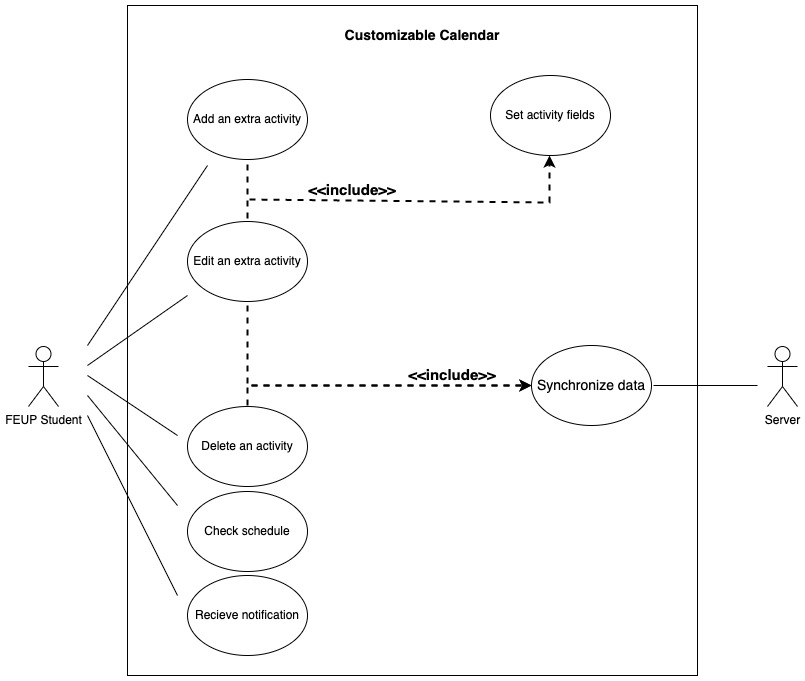 Customizable Calendar
Add an extra activity
Set activity fields
<<include>>
Edit an extra activity
<<include>>
Synchronize data
FEUP Student
Server
Delete an activity
Check schedule
Recieve notification